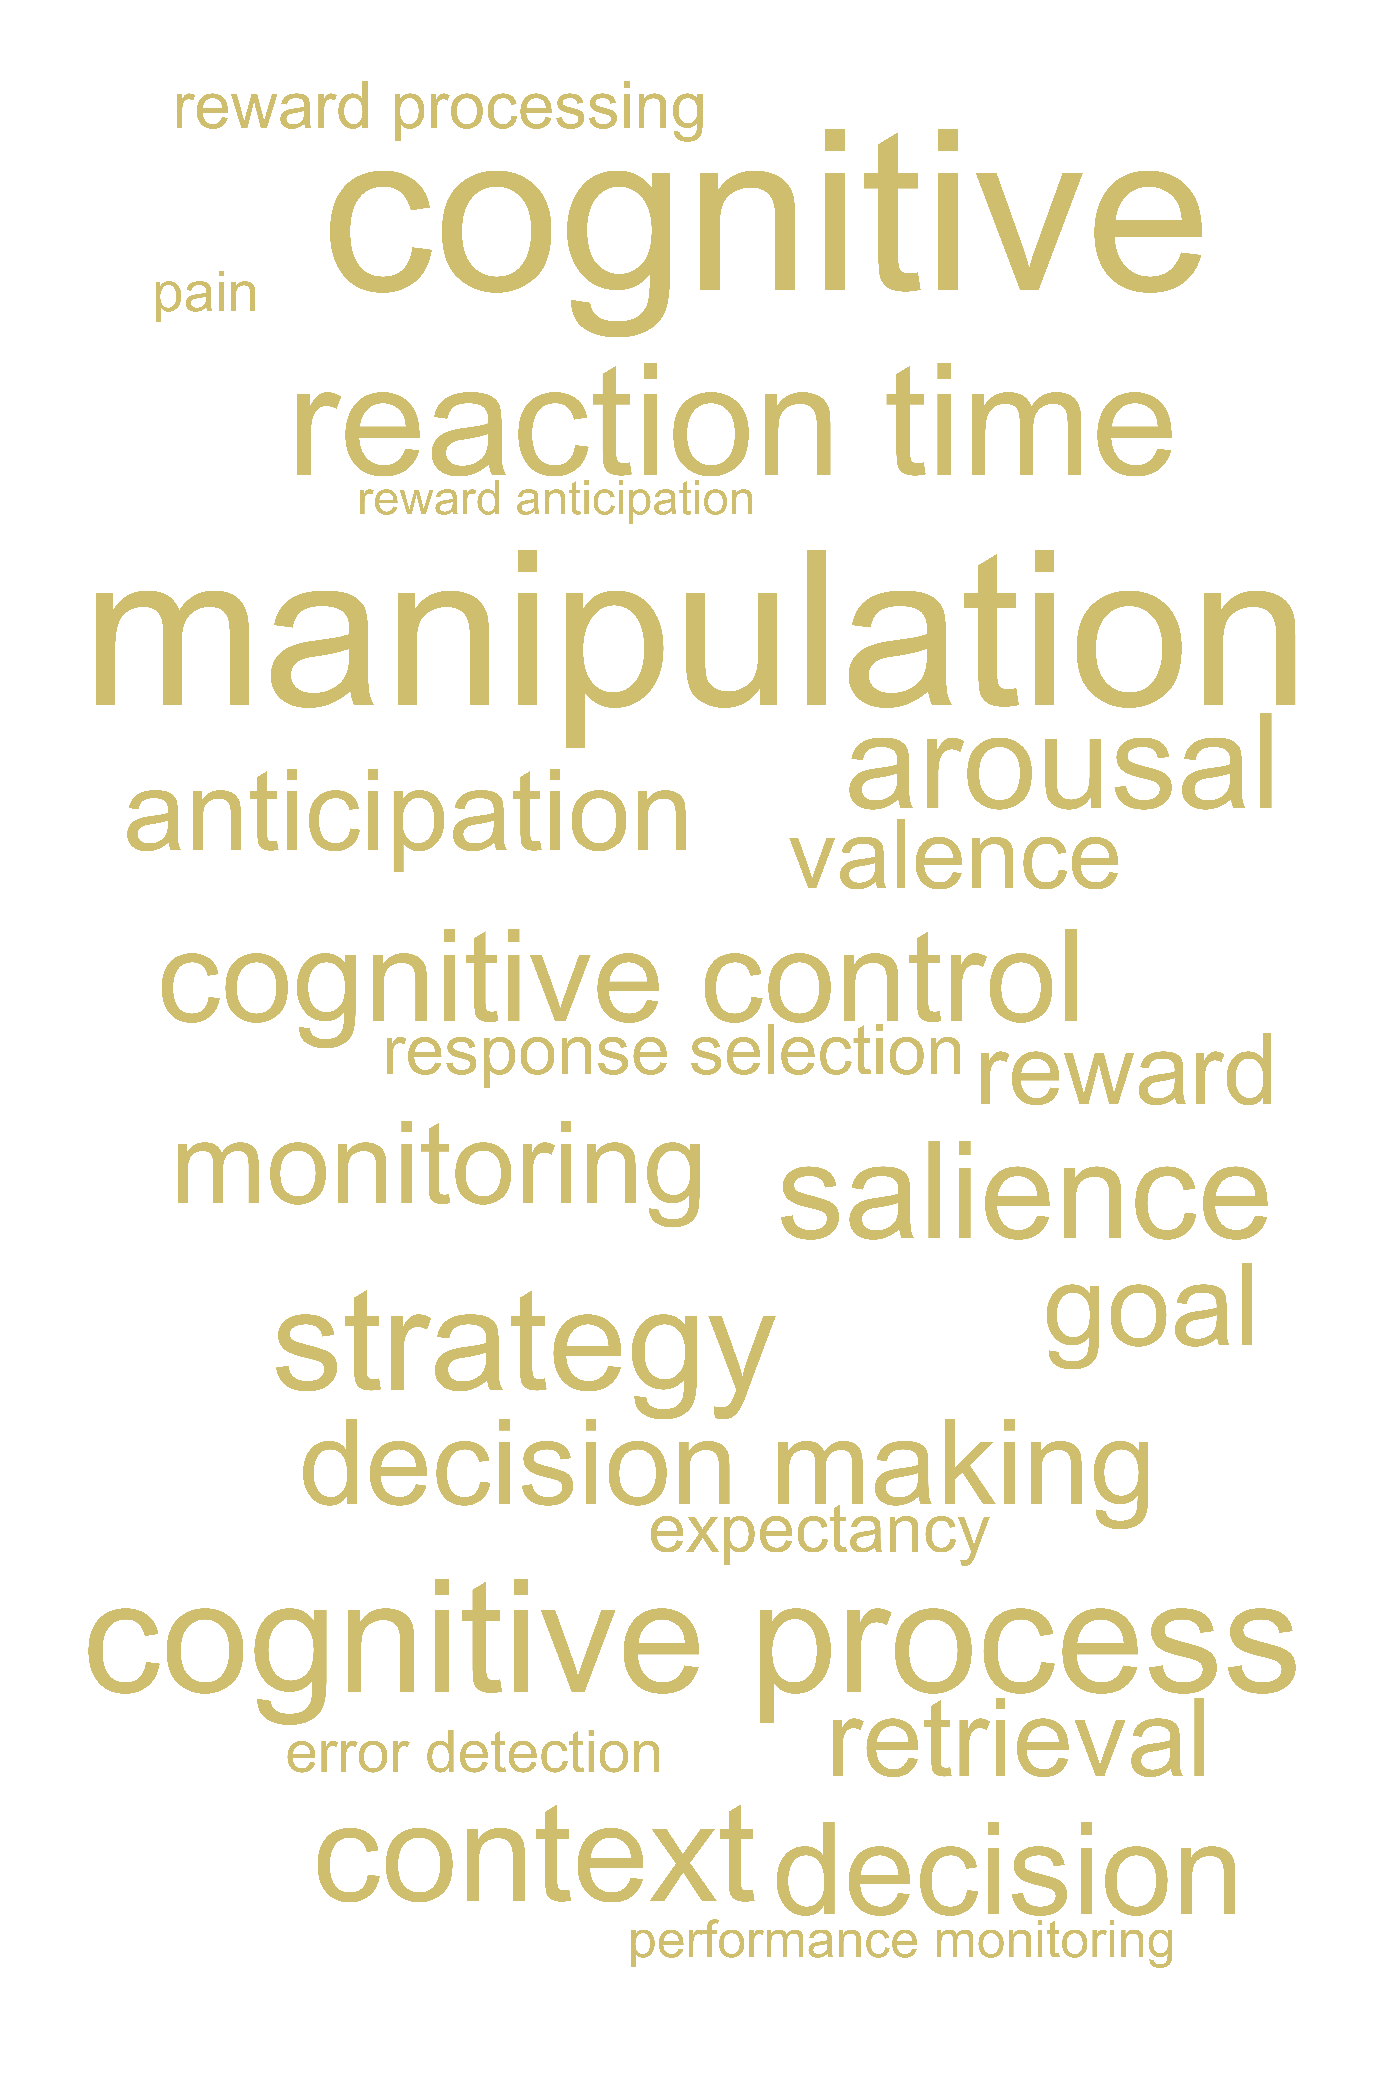 reward processing
cognitive
pain
reaction time
reward anticipation
manipulation
arousal
anticipation
valence
cognitive control
response selection
reward
monitoring
salience
goal
strategy
decision making
expectancy
cognitive process
retrieval
error detection
context
decision
performance monitoring